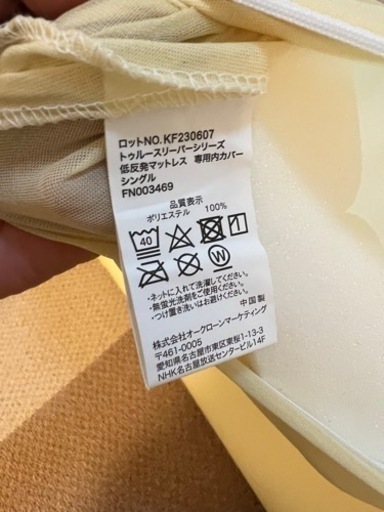 ロットNO.KF230607
トゥルースリーパーシリーズ
低反発マットレス 専用内カバー
シングル
FN003469
品質表示
ポリエステル 100%
40
W
・ネットに入れて洗濯してください。
・無蛍光洗剤をご使用ください。
・つけ置き洗いはお避けください。
中国製
株式会社オークローンマーケティング
〒461-0005
愛知県名古屋市東区東桜1-13-3
NHK名古屋放送センタービル14F